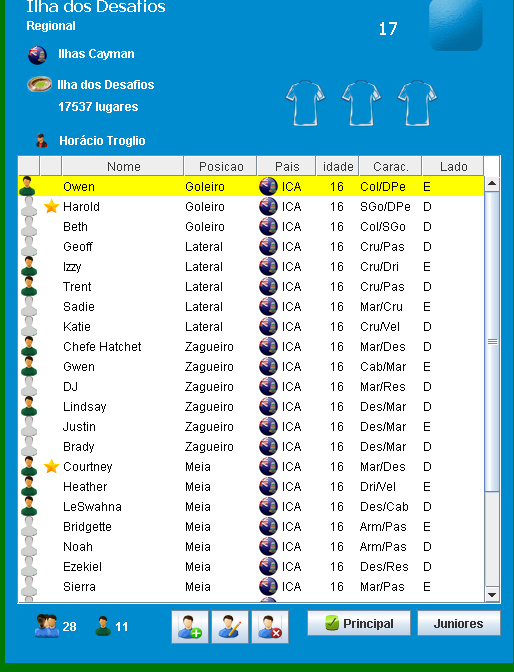 Ilha dos Desafios
Regional
17
Ilhas Cayman
Ilha dos Desafios
17537 lugares
Horácio Troglio
Nome Posicao Pais idade Carac. Lado
Owen Goleiro ICA 16 Col/DPe E
Harold Goleiro ICA 16 SGo/DPe D
Beth Goleiro ICA 16 Col/SGo D
Geoff Lateral ICA 16 Cru/Pas D
Izzy Lateral ICA 16 Cru/Dri E
Trent Lateral ICA 16 Cru/Pas D
Sadie Lateral ICA 16 Mar/Cru E
Katie Lateral ICA 16 Cru/Vel D
Chefe Hatchet Zagueiro ICA 16 Mar/Des D
Gwen Zagueiro ICA 16 Cab/Mar E
DJ Zagueiro ICA 16 Mar/Res D
Lindsay Zagueiro ICA 16 Des/Mar D
Justin Zagueiro ICA 16 Des/Mar E
Brady Zagueiro ICA 16 Des/Mar D
Courtney Meia ICA 16 Mar/Des D
Heather Meia ICA 16 Dri/Vel E
LeSwahna Meia ICA 16 Des/Cab D
Bridgette Meia ICA 16 Arm/Pas E
Noah Meia ICA 16 Arm/Pas D
Ezekiel Meia ICA 16 Des/Res D
Sierra Meia ICA 16 Mar/Pas E
28 11 Principal Juniores